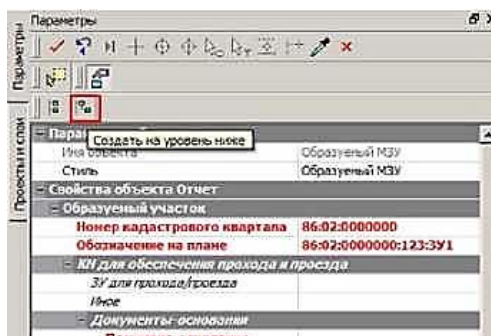 Параметры
Параметры
Проекты и слои
Пара
Создать на уровень ниже
Имя объекта Образуемый МЗУ
Стиль Образуемый МЗУ
Свойства объекта Отчет
Образуемый участок
Номер кадастрового квартала 86:02:0000000
Обозначение на плане 86:02:0000000:123:ЗУ1
КН для обеспечения прохода и проезда
ЗУ для прохода/проезда
Иное
Документы-основания